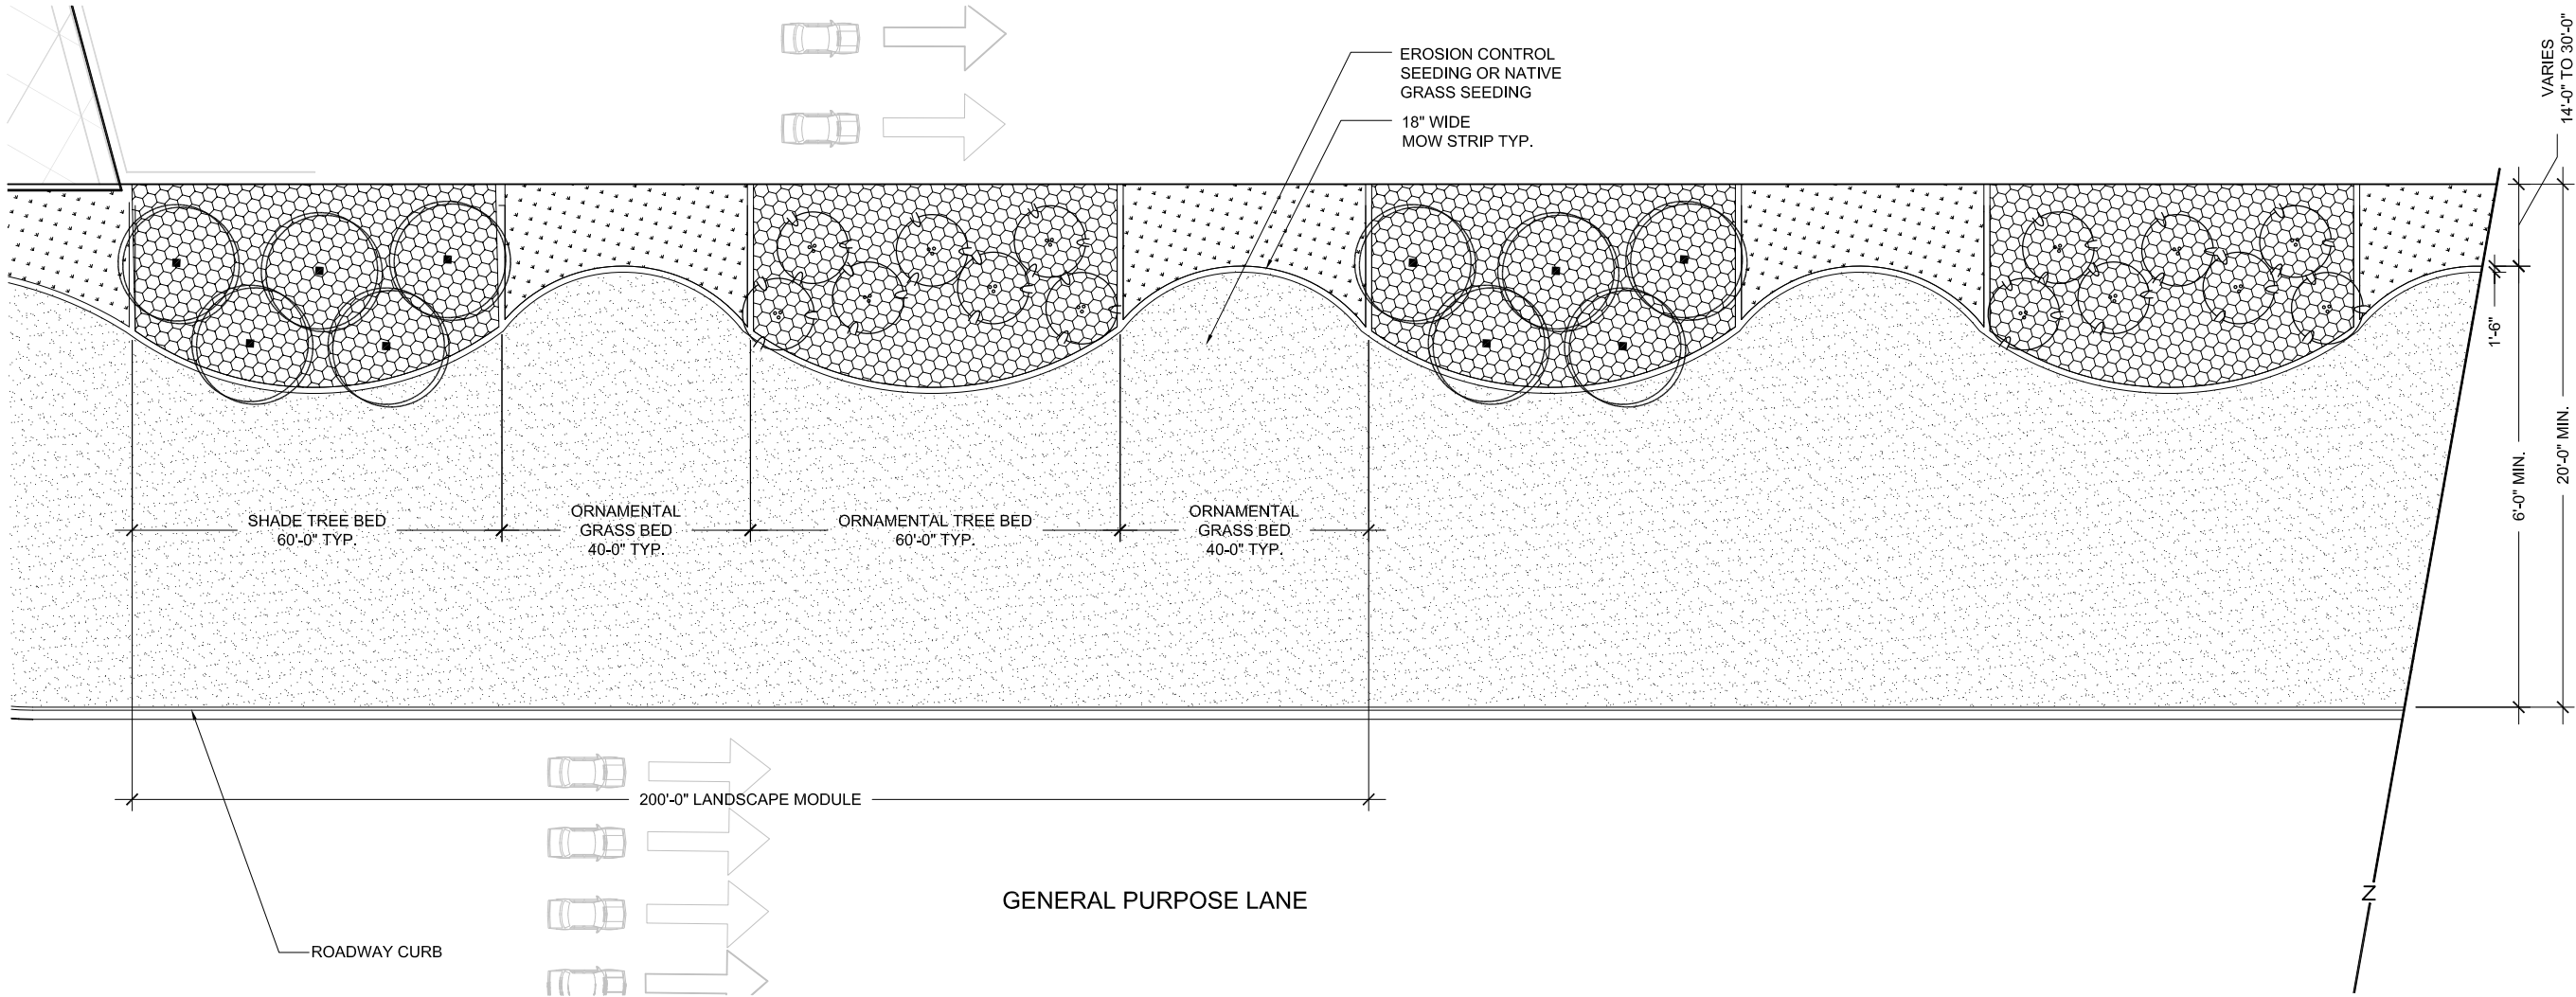 EROSION CONTROL
SEEDING OR NATIVE
GRASS SEEDING
18" WIDE
MOW STRIP TYP.
VARIES
14'-0" TO 30'-0"
1'-6"
6'-0" MIN.
20'-0" MIN.
SHADE TREE BED
60'-0" TYP.
ORNAMENTAL
GRASS BED
40-0" TYP.
ORNAMENTAL TREE BED
60'-0" TYP.
ORNAMENTAL
GRASS BED
40-0" TYP.
200'-0" LANDSCAPE MODULE
GENERAL PURPOSE LANE
ROADWAY CURB